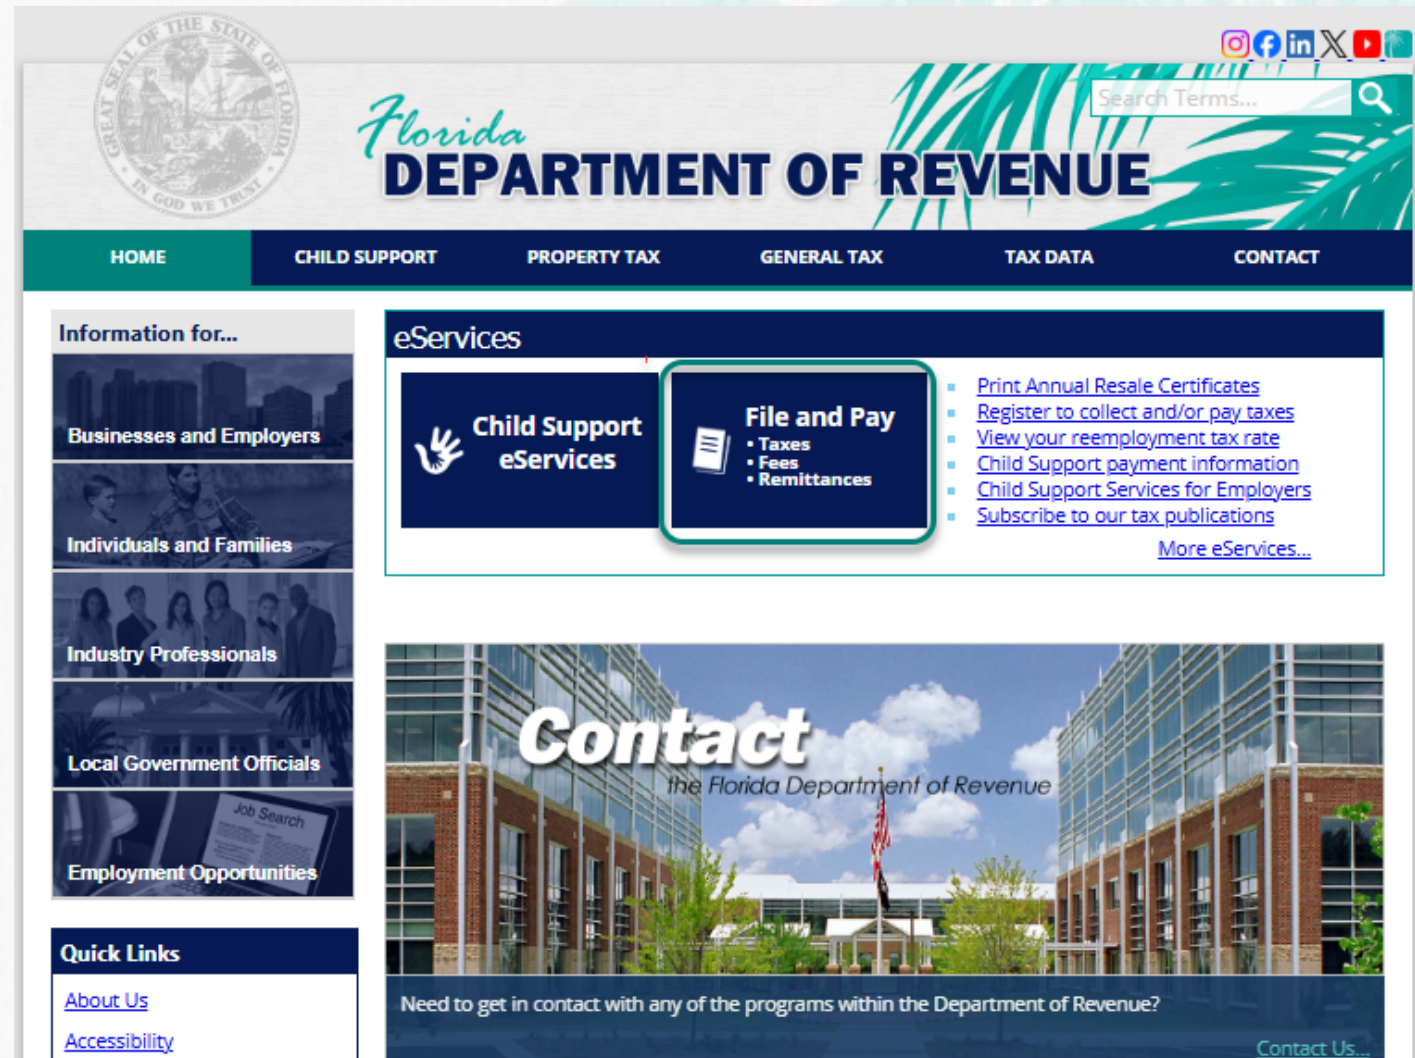 GREAT SEAL OF THE STATE OF FLORIDA
IN GOD WE TRUST
Search Terms...
Florida
DEPARTMENT OF REVENUE
HOME CHILD SUPPORT PROPERTY TAX GENERAL TAX TAX DATA CONTACT
Information for...
Businesses and Employers
Individuals and Families
Industry Professionals
Local Government Officials
Job Search
Employment Opportunities
Quick Links
About Us
Accessibility
eServices
Child Support
eServices
File and Pay
• Taxes
• Fees
• Remittances
Print Annual Resale Certificates
Register to collect and/or pay taxes
View your reemployment tax rate
Child Support payment information
Child Support Services for Employers
Subscribe to our tax publications
More eServices...
Contact
the Florida Department of Revenue
Need to get in contact with any of the programs within the Department of Revenue?
Contact Us...